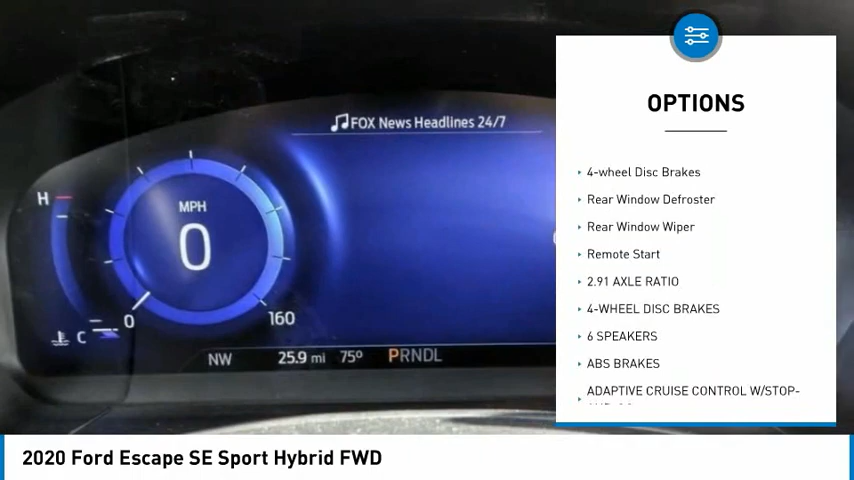 FOX News Headlines 24/7
H
MPH
0
0
160
C
NW
25.9 mi
75°
PRNDL
OPTIONS
4-wheel Disc Brakes
Rear Window Defroster
Rear Window Wiper
Remote Start
2.91 AXLE RATIO
4-WHEEL DISC BRAKES
6 SPEAKERS
ABS BRAKES
ADAPTIVE CRUISE CONTROL W/STOP-
2020 Ford Escape SE Sport Hybrid FWD